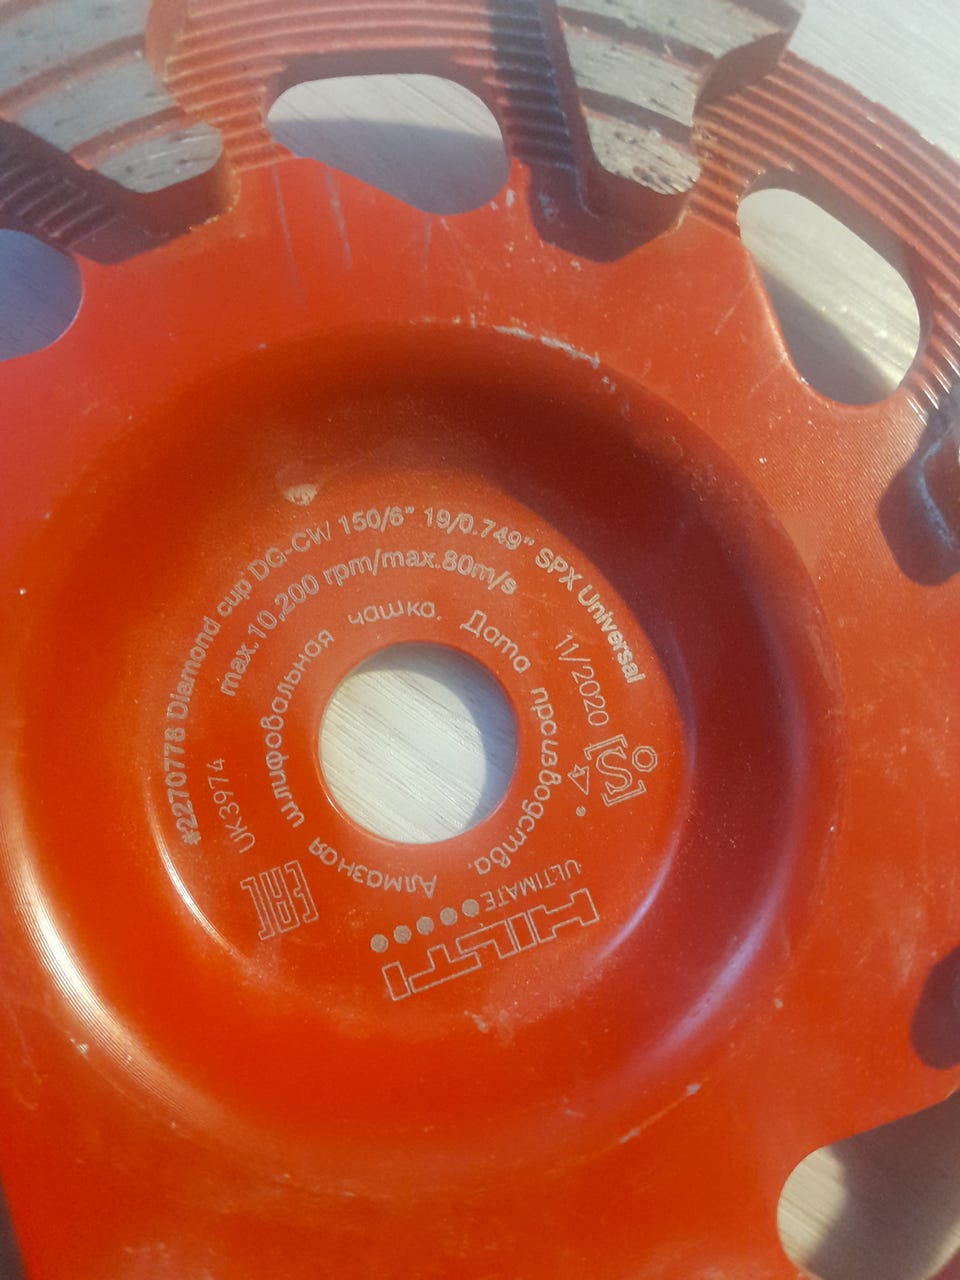 #2270778 Diamond cup DG-CW 150/6" 19/0.749" SPX Universal
max.10,200 rpm/max.80m/s
Алмазная шлифовальная чашка. Дата производства.
11/2020
UK3974
EAC
S
HILTI
ULTIMATE